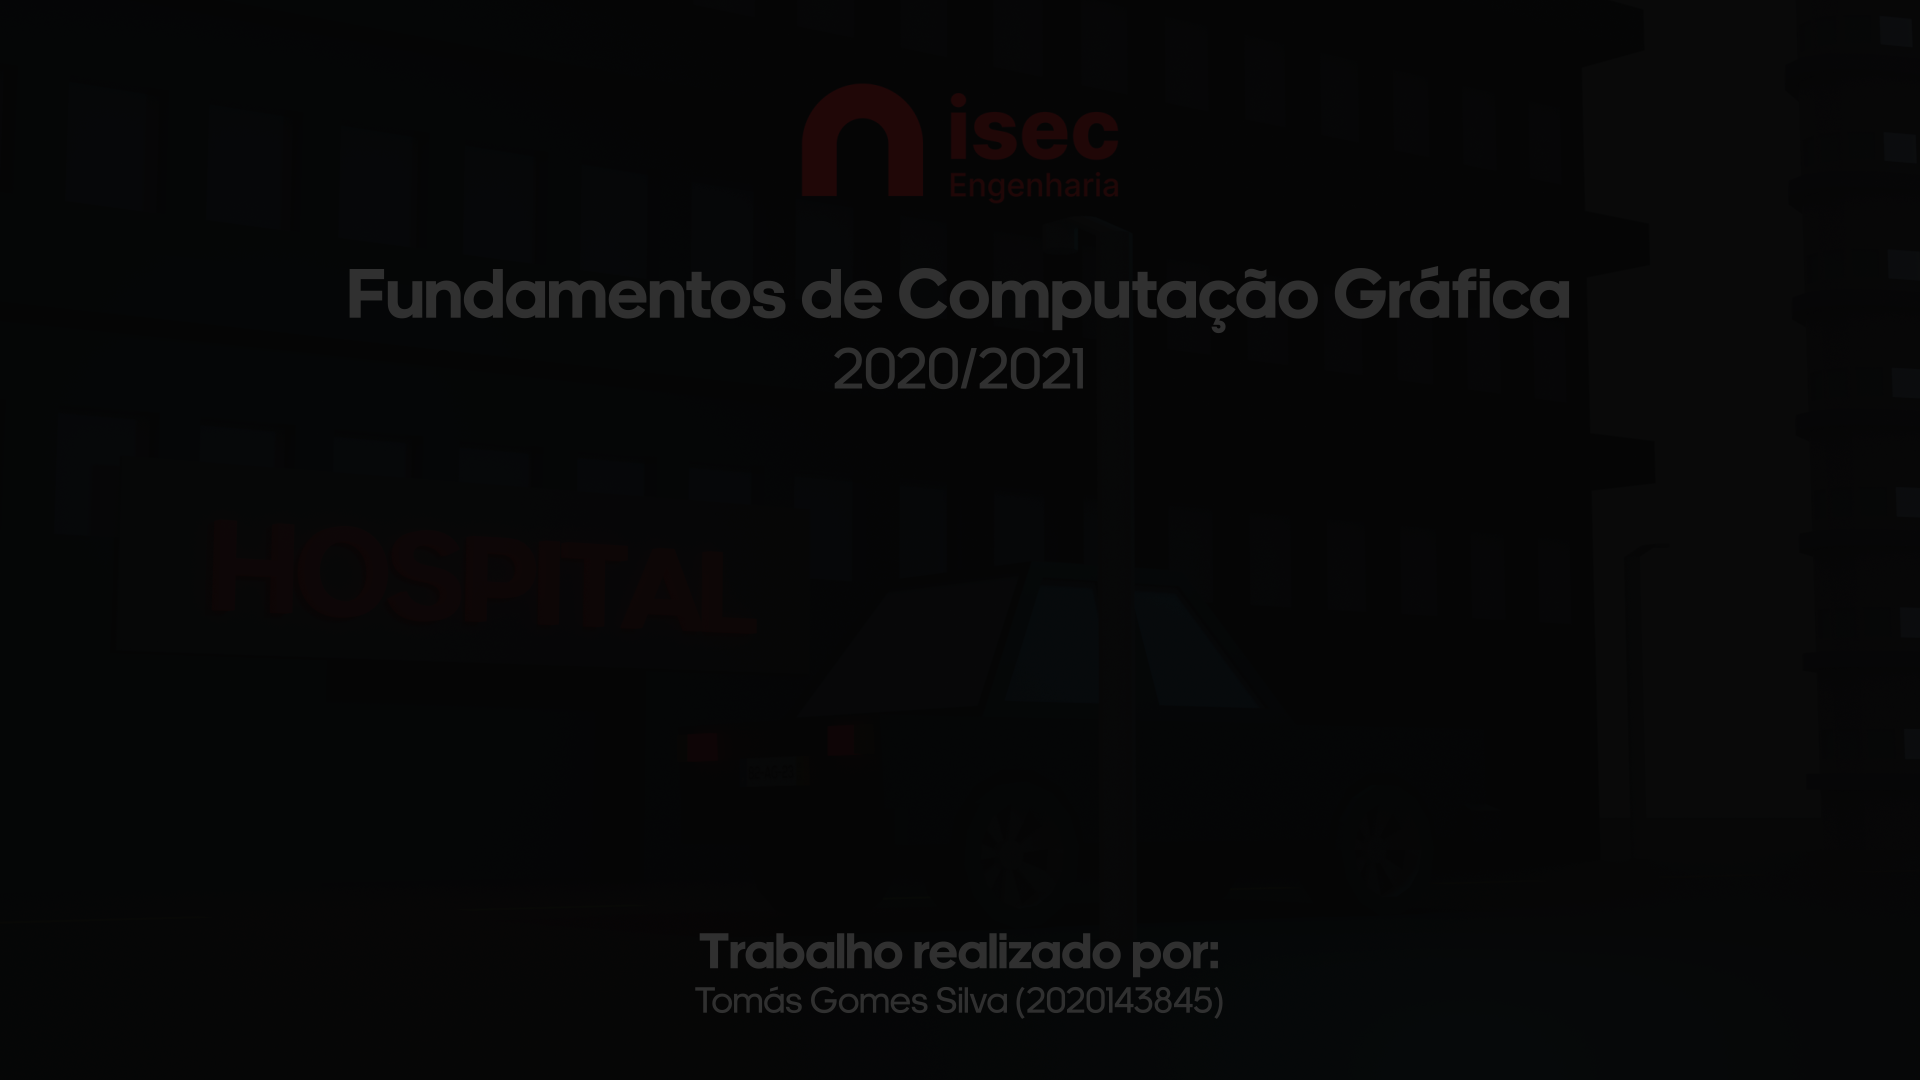 isec
Engenharia
Fundamentos de Computação Gráfica
2020/2021
HOSPITAL
Trabalho realizado por:
Tomás Gomes Silva (2020143845)